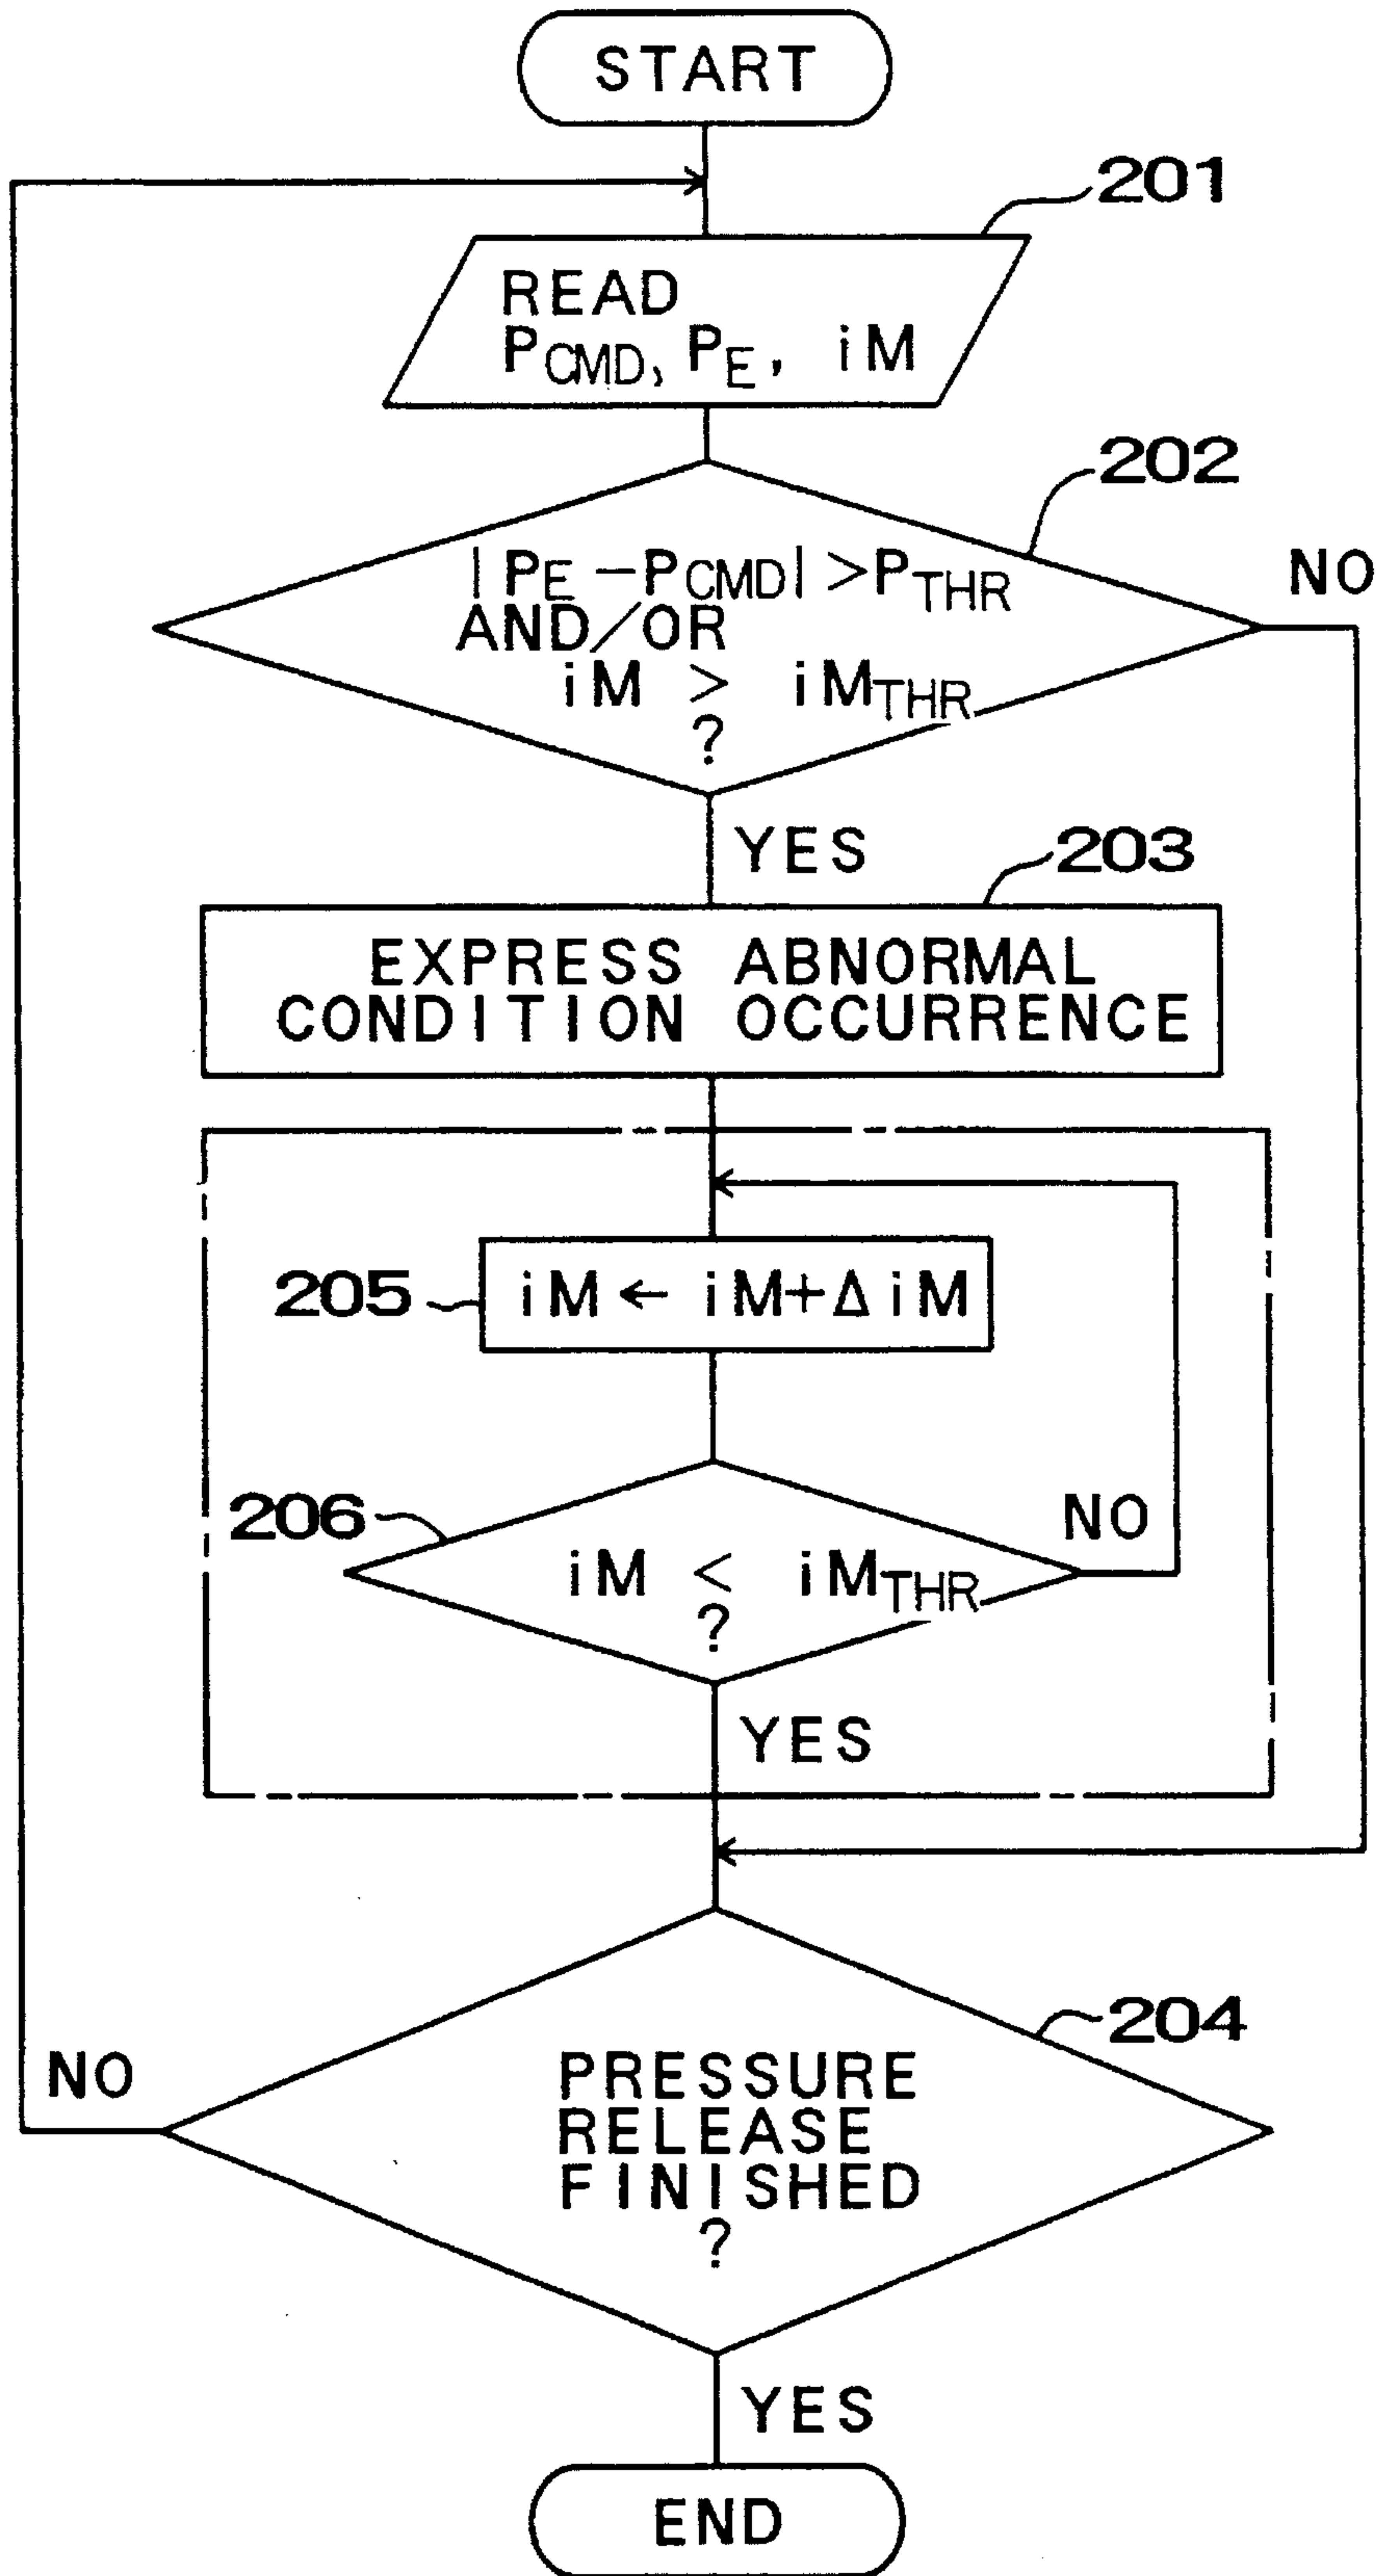 START
201
READ
PCMD, PE, iM
202
|PE-PCMD|>PTHR
AND/OR
iM > iMTHR
?
NO
YES
203
EXPRESS ABNORMAL
CONDITION OCCURRENCE
205
iM ← iM+Δ iM
206
iM < iMTHR
?
NO
YES
204
PRESSURE
RELEASE
FINISHED
?
NO
YES
END